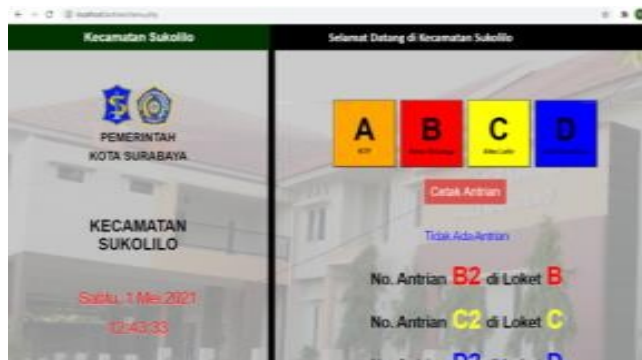 Kecamatan Sukolilo
Selamat Datang di Kecamatan Sukolilo
PEMERINTAH
KOTA SURABAYA
KECAMATAN
SUKOLILO
Sabtu, 1 Mei 2021
12:43:33
A
B
C
D
KTP
Cetak Antrian
Tidak Ada Antrian
No. Antrian B2 di Loket B
No. Antrian C2 di Loket C